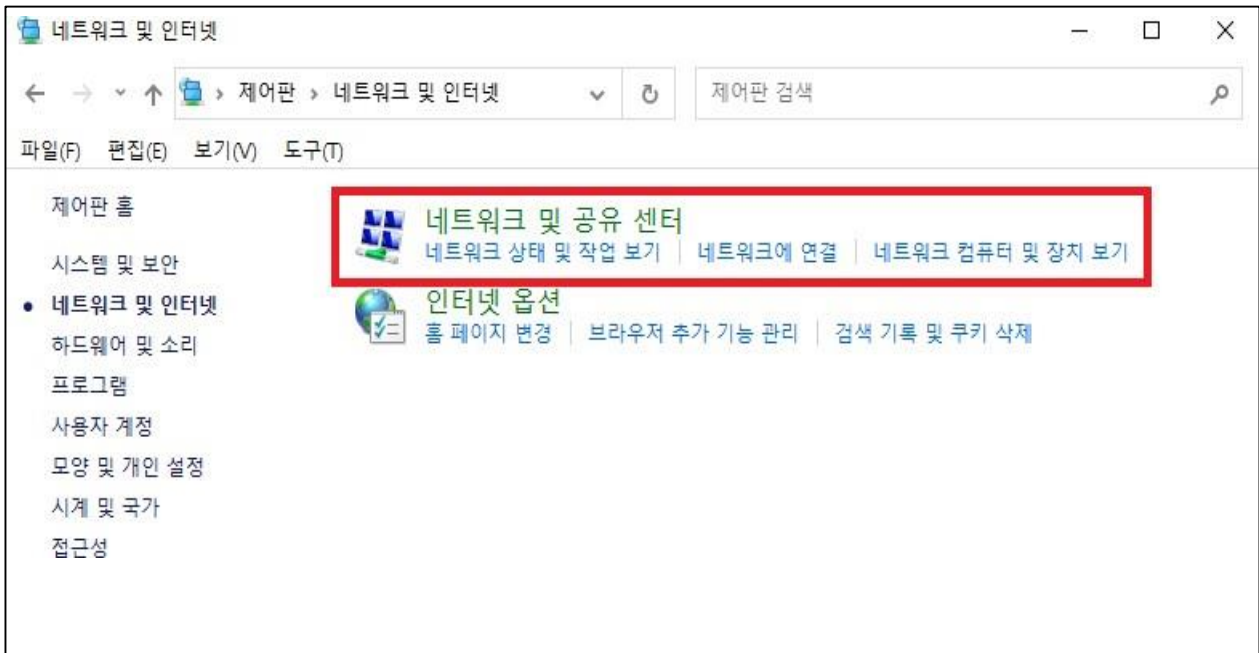 네트워크 및 인터넷
제어판 › 네트워크 및 인터넷
제어판 검색
파일(F) 편집(E) 보기(V) 도구(T)
제어판 홈
시스템 및 보안
네트워크 및 인터넷
하드웨어 및 소리
프로그램
사용자 계정
모양 및 개인 설정
시계 및 국가
접근성
네트워크 및 공유 센터
네트워크 상태 및 작업 보기 네트워크에 연결 네트워크 컴퓨터 및 장치 보기
인터넷 옵션
홈 페이지 변경 브라우저 추가 기능 관리 검색 기록 및 쿠키 삭제